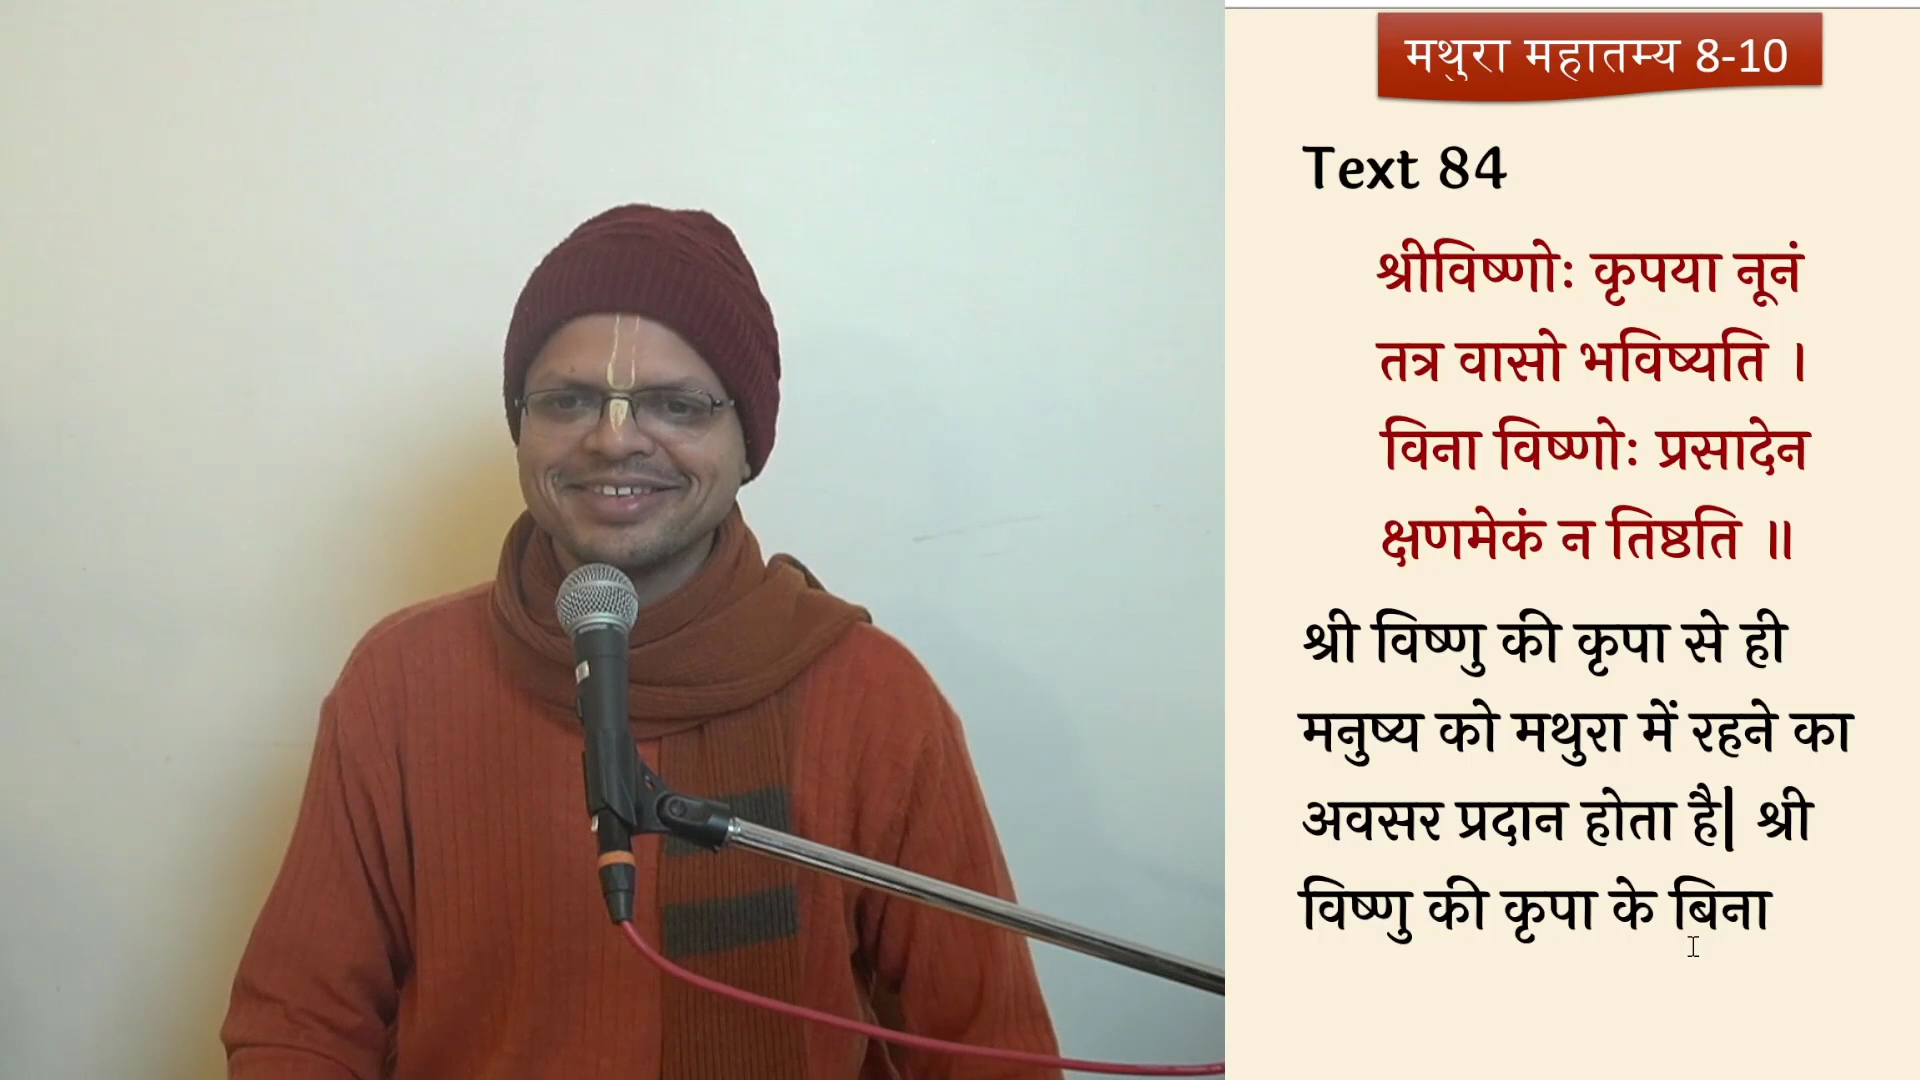 मथुरा महातम्य 8-10
Text 84
श्रीविष्णोः कृपया नूनं
तत्र वासो भविष्यति ।
विना विष्णोः प्रसादेन
क्षणमेकं न तिष्ठति ॥
श्री विष्णु की कृपा से ही
मनुष्य को मथुरा में रहने का
अवसर प्रदान होता है| श्री
विष्णु की कृपा के बिना